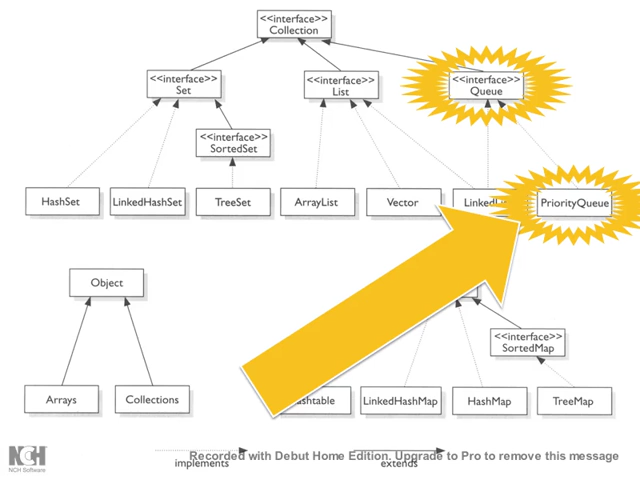 <<interface>>
Collection
<<interface>>
Set
<<interface>>
List
<<interface>>
Queue
<<interface>>
SortedSet
HashSet
LinkedHashSet
TreeSet
ArrayList
Vector
PriorityQueue
Object
<<interface>>
SortedMap
Arrays
Collections
LinkedHashMap
HashMap
TreeMap
NCH
NCH Software
implements
extends
Recorded with Debut Home Edition. Upgrade to Pro to remove this message